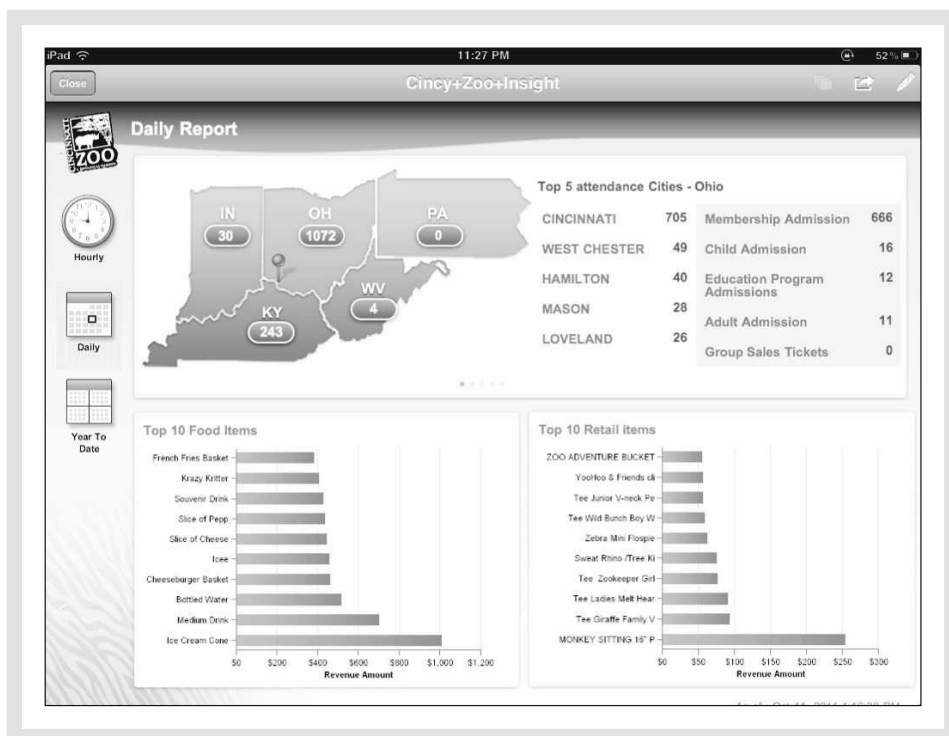 iPad 11:27 PM 52%
Close Cincy+Zoo+Insight
CINCINNATI
ZOO
Daily Report
Hourly
Daily
Year To
Date
IN
30
OH
1072
PA
0
KY
243
WV
4
Top 5 attendance Cities - Ohio
CINCINNATI 705
WEST CHESTER 49
HAMILTON 40
MASON 28
LOVELAND 26
Membership Admission 666
Child Admission 16
Education Program 12
Admissions
Adult Admission 11
Group Sales Tickets 0
Top 10 Food Items
French Fries Basket
Krazy Kritter
Souvenir Drink
Slice of Pepp
Slice of Cheese
Icee
Cheeseburger Basket
Bottled Water
Medium Drink
Ice Cream Cone
$0 $200 $400 $600 $800 $1,000 $1,200
Revenue Amount
Top 10 Retail items
ZOO ADVENTURE BUCKET
YooHoo & Friends cli
Tee Junior V-neck Pe
Tee Wild Bunch Boy W
Zebra Mini Flospie
Sweat Rhino /Tree Ki
Tee Zookeeper Girl
Tee Ladies Melt Hear
Tee Giraffe Family V
MONKEY SITTING 16" P
$0 $50 $100 $150 $200 $250 $300
Revenue Amount